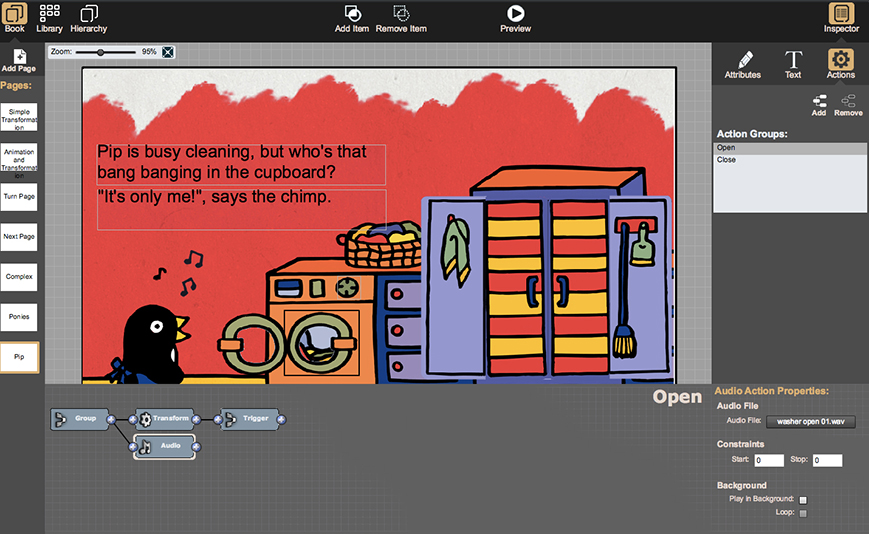 Book
Library
Hierarchy
Add Item
Remove Item
Preview
Inspector
Zoom:
95%
Add Page
Pages:
Simple
Transformat
ion
Animation
and
Transformat
ion
Turn Page
Next Page
Complex
Ponies
Pip
Pip is busy cleaning, but who's that
bang banging in the cupboard?
"It's only me!", says the chimp.
Attributes
Text
Actions
Add
Remove
Action Groups:
Open
Close
Open
Group
Transform
Trigger
Audio
Audio Action Properties:
Audio File
Audio File: washer open 01.wav
Constraints
Start: 0 Stop: 0
Background
Play in Background:
Loop: